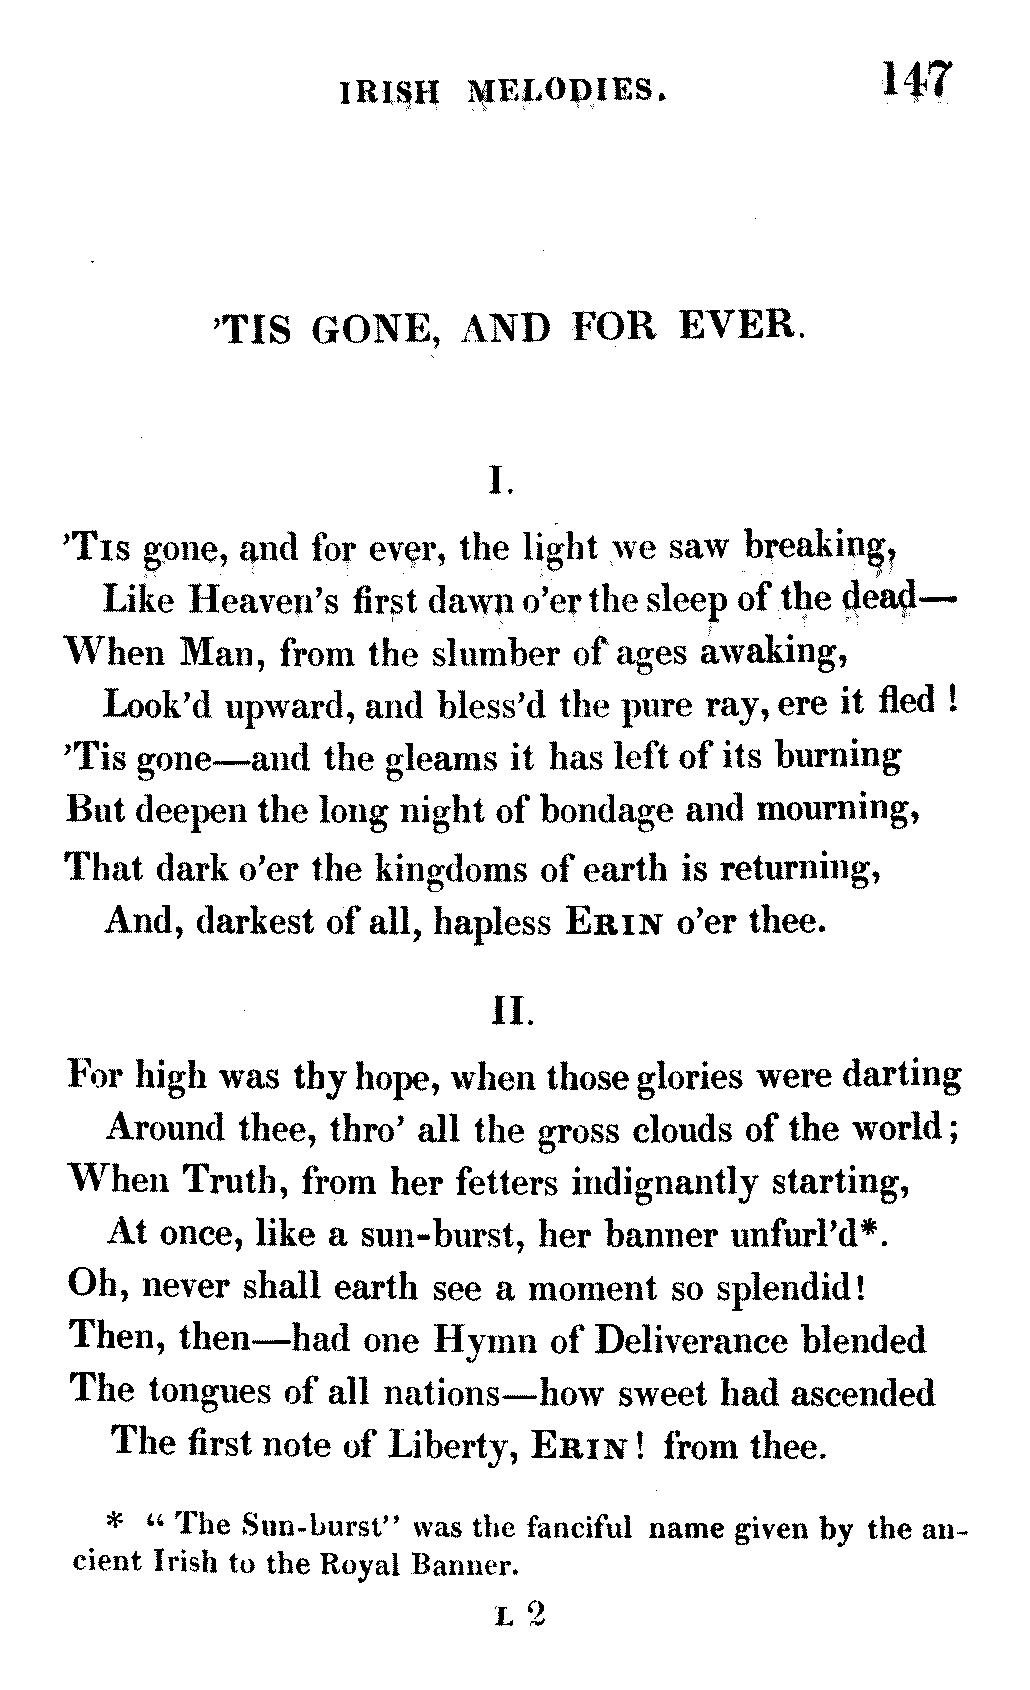 IRISH MELODIES. 147
'TIS GONE, AND FOR EVER.
I.
'TIS gone, and for ever, the light we saw breaking,
Like Heaven's first dawn o'er the sleep of the dead—
When Man, from the slumber of ages awaking,
Look'd upward, and bless'd the pure ray, ere it fled !
'Tis gone—and the gleams it has left of its burning
But deepen the long night of bondage and mourning,
That dark o'er the kingdoms of earth is returning,
And, darkest of all, hapless ERIN o'er thee.
II.
For high was thy hope, when those glories were darting
Around thee, thro' all the gross clouds of the world;
When Truth, from her fetters indignantly starting,
At once, like a sun-burst, her banner unfurl'd*.
Oh, never shall earth see a moment so splendid!
Then, then—had one Hymn of Deliverance blended
The tongues of all nations—how sweet had ascended
The first note of Liberty, ERIN! from thee.
* “ The Sun-burst” was the fanciful name given by the an-
cient Irish to the Royal Banner.
L 2